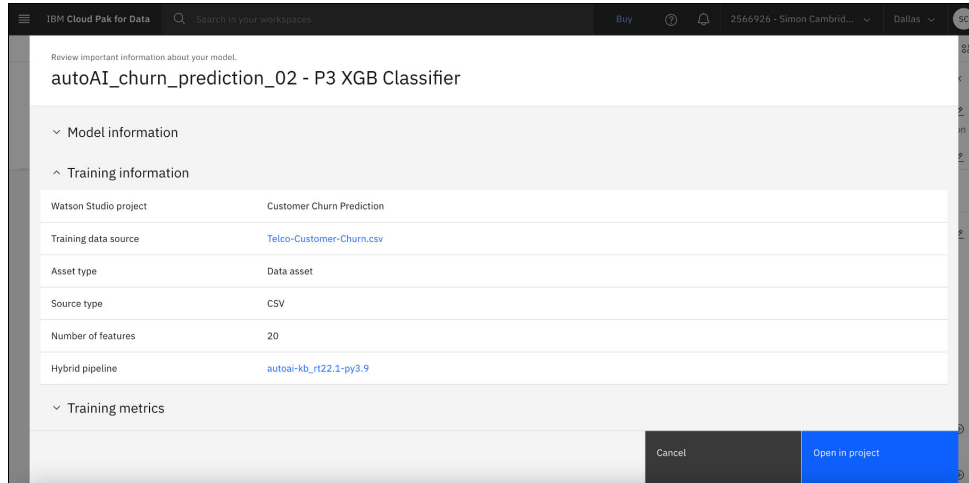 IBM Cloud Pak for Data Search in your workspaces Buy 2566926 - Simon Cambrid... Dallas SC
Review important information about your model.
autoAI_churn_prediction_02 - P3 XGB Classifier
Model information
Training information
Watson Studio project Customer Churn Prediction
Training data source Telco-Customer-Churn.csv
Asset type Data asset
Source type CSV
Number of features 20
Hybrid pipeline autoai-kb_rt22.1-py3.9
Training metrics
Cancel Open in project